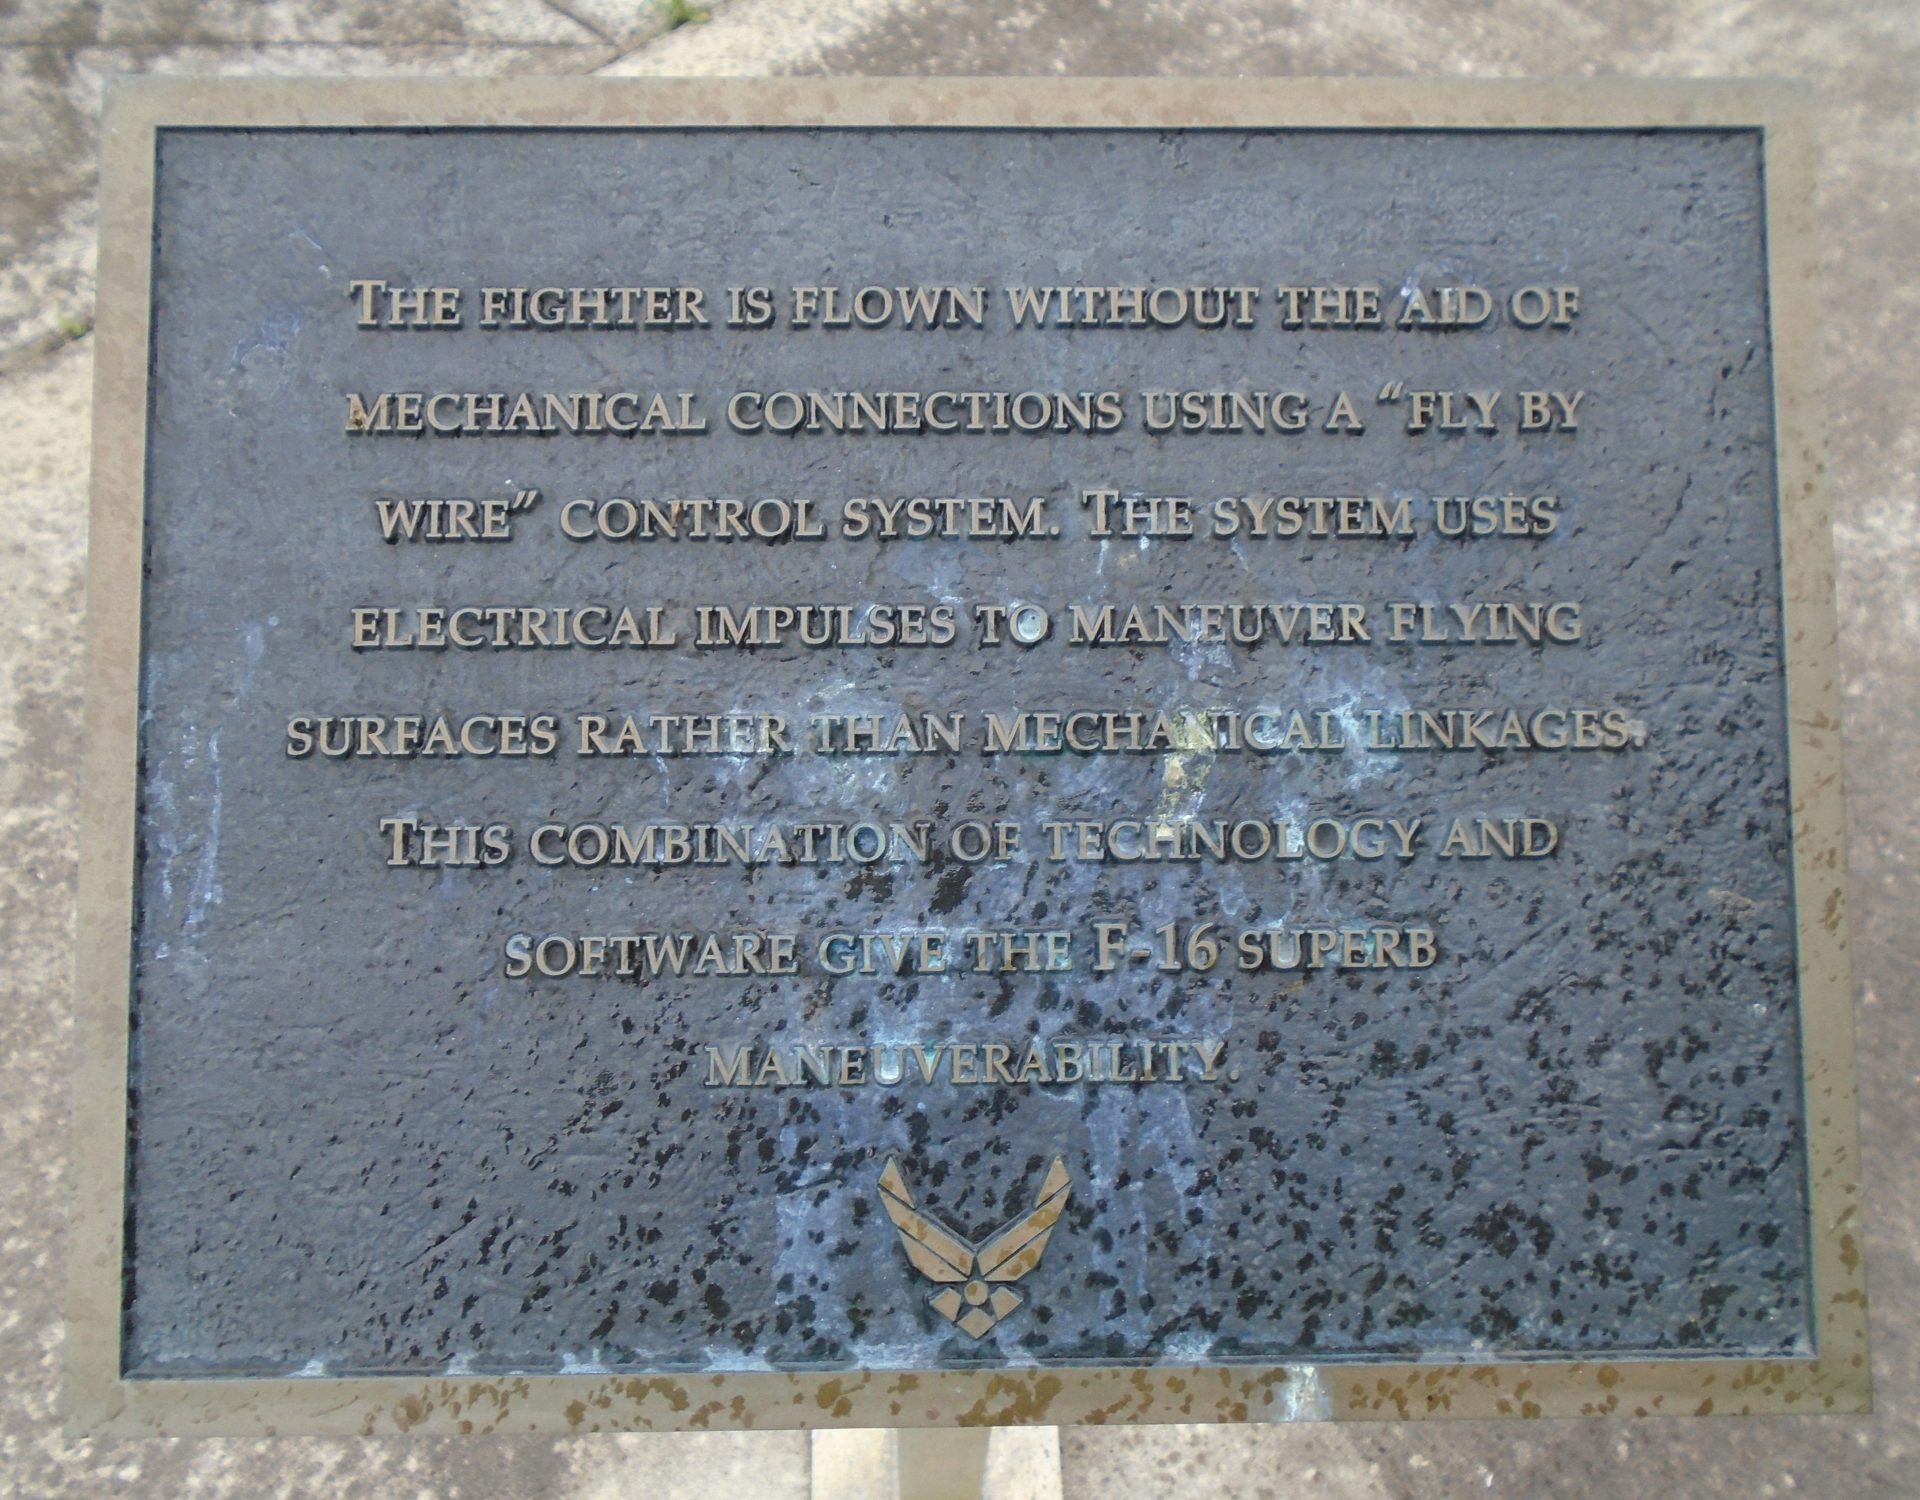 The fighter is flown without the aid of
mechanical connections using a “fly by
wire” control system. The system uses
electrical impulses to maneuver flying
surfaces rather than mechanical linkages.
This combination of technology and
software give the F-16 superb
maneuverability.